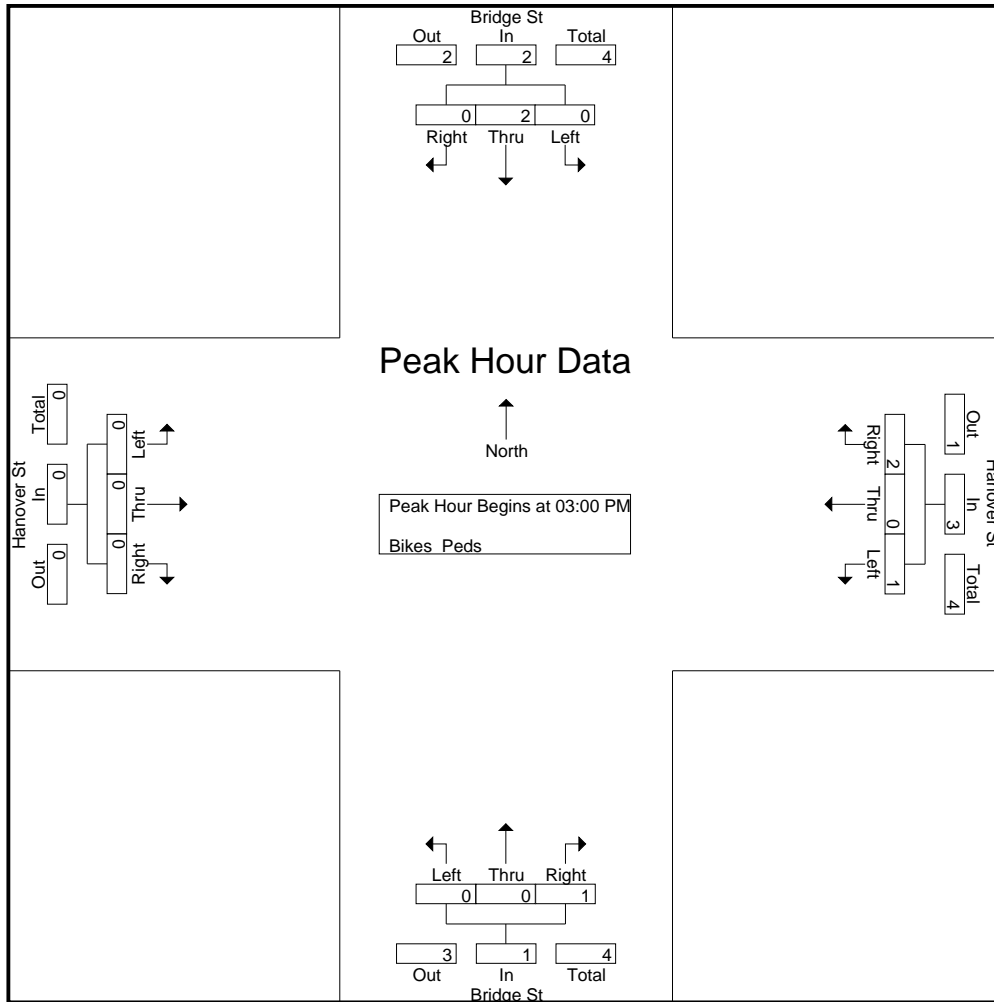 Bridge St
Out In Total
2 2 4
0 2 0
Right Thru Left
Peak Hour Data
North
Peak Hour Begins at 03:00 PM
Bikes Peds
Hanover St
Total In Out
0 0 0
0 0 0
Left Thru Right
Hanover St
Out In Total
1 3 4
2 0 1
Right Thru Left
Left Thru Right
0 0 1
3 1 4
Out In Total
Bridge St